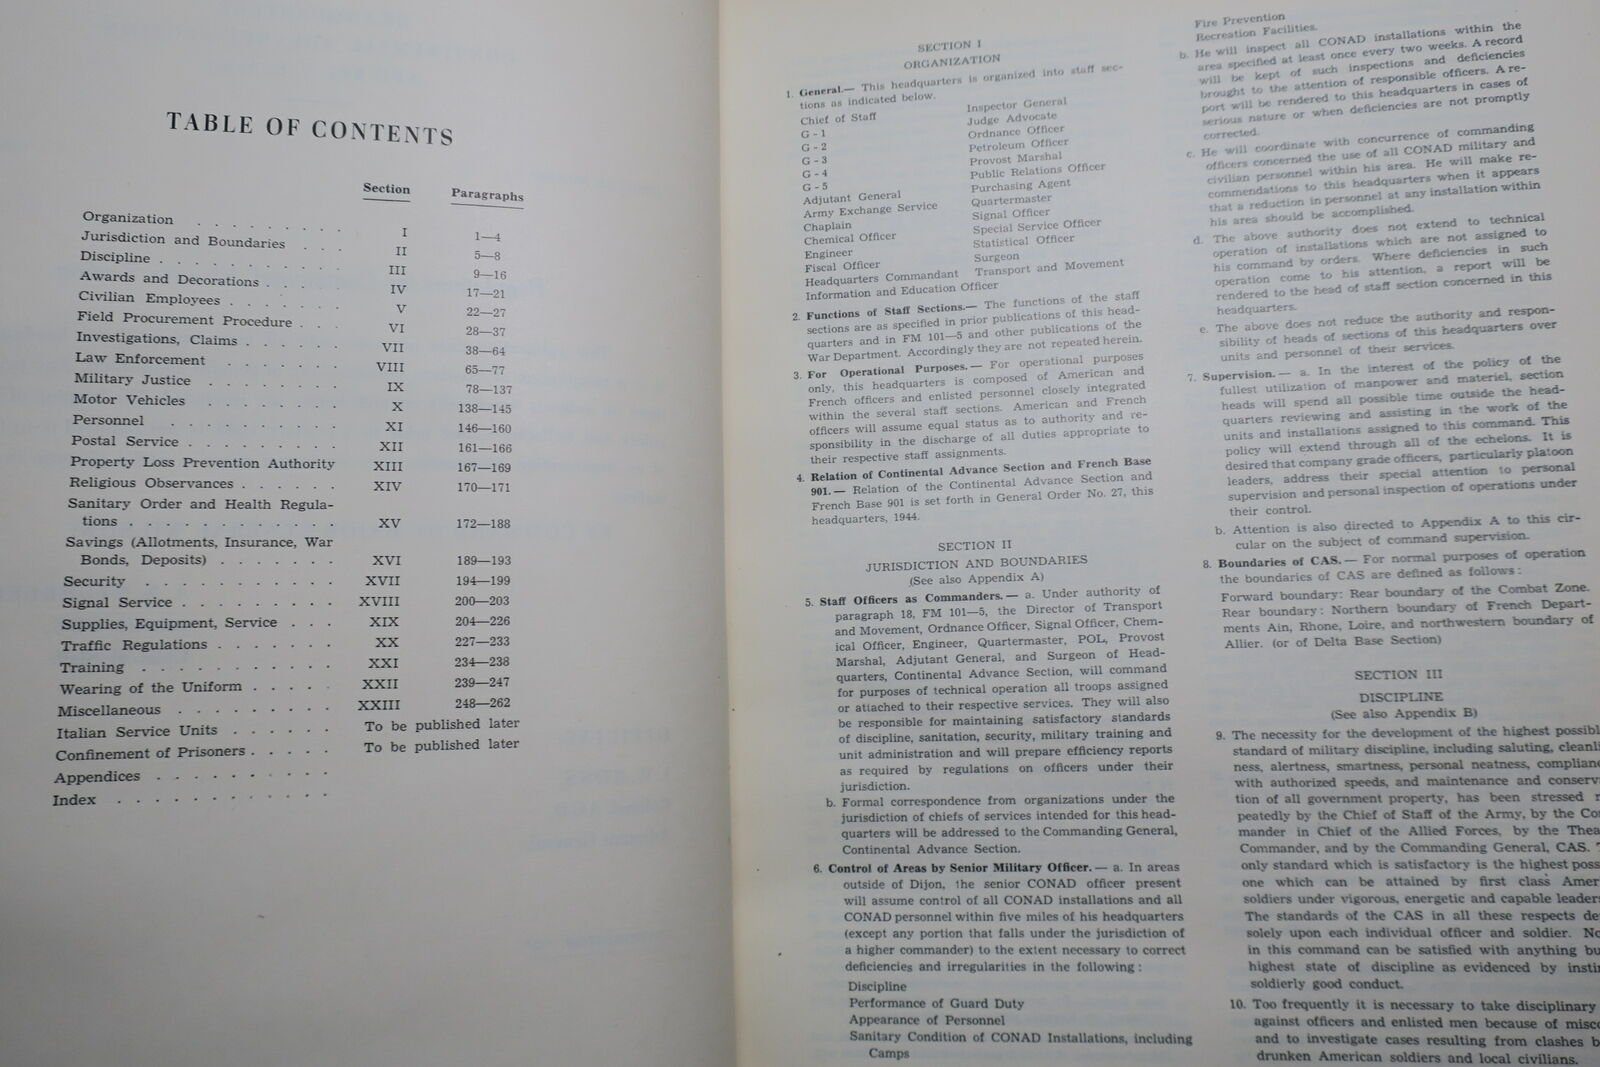 TABLE OF CONTENTS
Section Paragraphs
Organization . . . . . . . . . I 1—4
Jurisdiction and Boundaries . . . II 5—8
Discipline . . . . . . . . . . . III 9—16
Awards and Decorations . . . . IV 17—21
Civilian Employees . . . . . . V 22—27
Field Procurement Procedure . . . VI 28—37
Investigations, Claims . . . . . . VII 38—64
Law Enforcement . . . . . . . VIII 65—77
Military Justice . . . . . . . . IX 78—137
Motor Vehicles . . . . . . . . X 138—145
Personnel . . . . . . . . . . XI 146—160
Postal Service . . . . . . . . . XII 161—166
Property Loss Prevention Authority XIII 167—169
Religious Observances . . . . . . XIV 170—171
Sanitary Order and Health Regula-
tions . . . . . . . . . . . . XV 172—188
Savings (Allotments, Insurance, War
Bonds, Deposits) . . . . . . . XVI 189—193
Security . . . . . . . . . . . XVII 194—199
Signal Service . . . . . . . . . XVIII 200—203
Supplies, Equipment, Service . . . XIX 204—226
Traffic Regulations . . . . . . . XX 227—233
Training . . . . . . . . . . . XXI 234—238
Wearing of the Uniform . . . . . XXII 239—247
Miscellaneous . . . . . . . . . XXIII 248—262
Italian Service Units . . . . . To be published later
Confinement of Prisoners . . . . . To be published later
Appendices . . . . . . . . . .
Index . . . . . . . . . . . .
SECTION I
ORGANIZATION
1. General.— This headquarters is organized into staff sec-
tions as indicated below.
Chief of Staff
G - 1
G - 2
G - 3
G - 4
G - 5
Adjutant General
Army Exchange Service
Chaplain
Chemical Officer
Engineer
Fiscal Officer
Headquarters Commandant
Information and Education Officer
Inspector General
Judge Advocate
Ordnance Officer
Petroleum Officer
Provost Marshal
Public Relations Officer
Purchasing Agent
Quartermaster
Signal Officer
Special Service Officer
Statistical Officer
Surgeon
Transport and Movement
2. Functions of Staff Sections.— The functions of the staff
sections are as specified in prior publications of this head-
quarters and in FM 101—5 and other publications of the
War Department. Accordingly they are not repeated herein.
3. For Operational Purposes.— For operational purposes
only, this headquarters is composed of American and
French officers and enlisted personnel closely integrated
within the several staff sections. American and French
officers will assume equal status as to authority and re-
sponsibility in the discharge of all duties appropriate to
their respective staff assignments.
4. Relation of Continental Advance Section and French Base
901.— Relation of the Continental Advance Section and
French Base 901 is set forth in General Order No. 27, this
headquarters, 1944.
SECTION II
JURISDICTION AND BOUNDARIES
(See also Appendix A)
5. Staff Officers as Commanders.— a. Under authority of
paragraph 18, FM 101—5, the Director of Transport
and Movement, Ordnance Officer, Signal Officer, Chem-
ical Officer, Engineer, Quartermaster, POL, Provost
Marshal, Adjutant General, and Surgeon of Head-
quarters, Continental Advance Section, will command
for purposes of technical operation all troops assigned
or attached to their respective services. They will also
be responsible for maintaining satisfactory standards
of discipline, sanitation, security, military training and
unit administration and will prepare efficiency reports
as required by regulations on officers under their
jurisdiction.
b. Formal correspondence from organizations under the
jurisdiction of chiefs of services intended for this head-
quarters will be addressed to the Commanding General,
Continental Advance Section.
6. Control of Areas by Senior Military Officer.— a. In areas
outside of Dijon, the senior CONAD officer present
will assume control of all CONAD installations and all
CONAD personnel within five miles of his headquarters
(except any portion that falls under the jurisdiction of
a higher commander) to the extent necessary to correct
deficiencies and irregularities in the following :
Discipline
Performance of Guard Duty
Appearance of Personnel
Sanitary Condition of CONAD Installations, including
Camps
Fire Prevention
Recreation Facilities.
b. He will inspect all CONAD installations within the
area specified at least once every two weeks. A record
will be kept of such inspections and deficiencies
brought to the attention of responsible officers. A re-
port will be rendered to this headquarters in cases of
serious nature or when deficiencies are not promptly
corrected.
c. He will coordinate with concurrence of commanding
officers concerned the use of all CONAD military and
civilian personnel within his area. He will make re-
commendations to this headquarters when it appears
that a reduction in personnel at any installation within
his area should be accomplished.
d. The above authority does not extend to technical
operation of installations which are not assigned to
his command by orders. Where deficiencies in such
operation come to his attention, a report will be
rendered to the head of staff section concerned in this
headquarters.
e. The above does not reduce the authority and respon-
sibility of heads of sections of this headquarters over
units and personnel of their services.
7. Supervision. — a. In the interest of the policy of the
fullest utilization of manpower and materiel, section
heads will spend all possible time outside the head-
quarters reviewing and assisting in the work of the
units and installations assigned to this command. This
policy will extend through all of the echelons. It is
desired that company grade officers, particularly platoon
leaders, address their special attention to personal
supervision and personal inspection of operations under
their control.
b. Attention is also directed to Appendix A to this cir-
cular on the subject of command supervision.
8. Boundaries of CAS. — For normal purposes of operation
the boundaries of CAS are defined as follows :
Forward boundary: Rear boundary of the Combat Zone.
Rear boundary : Northern boundary of French Depart-
ments Ain, Rhone, Loire, and northwestern boundary of
Allier. (or of Delta Base Section)
SECTION III
DISCIPLINE
(See also Appendix B)
9. The necessity for the development of the highest possibl
standard of military discipline, including saluting, cleanli
ness, alertness, smartness, personal neatness, complianc
with authorized speeds, and maintenance and conserv
tion of all government property, has been stressed r
peatedly by the Chief of Staff of the Army, by the Co
mander in Chief of the Allied Forces, by the Thea
Commander, and by the Commanding General, CAS.
only standard which is satisfactory is the highest poss
one which can be attained by first class Amer
soldiers under vigorous, energetic and capable leader
The standards of the CAS in all these respects de
solely upon each individual officer and soldier. No
in this command can be satisfied with anything bu
highest state of discipline as evidenced by insti
soldierly good conduct.
10. Too frequently it is necessary to take disciplinary
against officers and enlisted men because of misco
and to investigate cases resulting from clashes b
drunken American soldiers and local civilians.